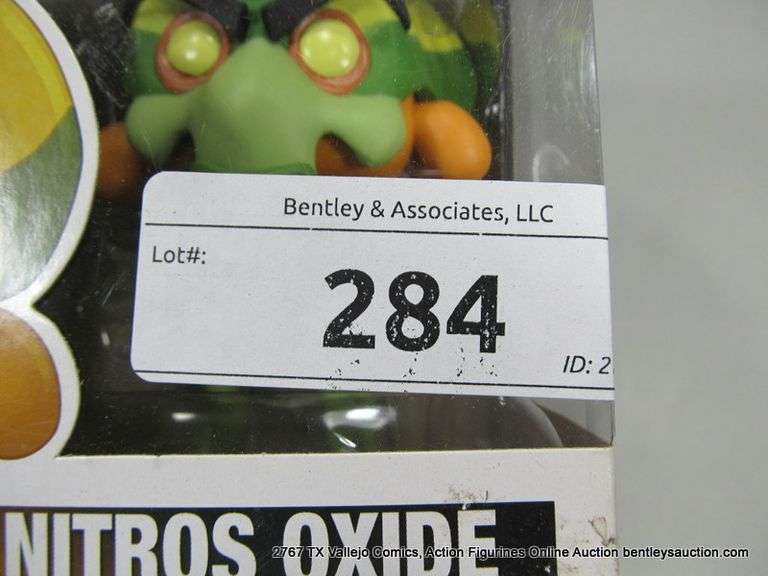 Bentley & Associates, LLC
Lot#:
284
ID: 2
NITROS OXIDE
2767 TX Vallejo Comics, Action Figurines Online Auction bentleysauction.com